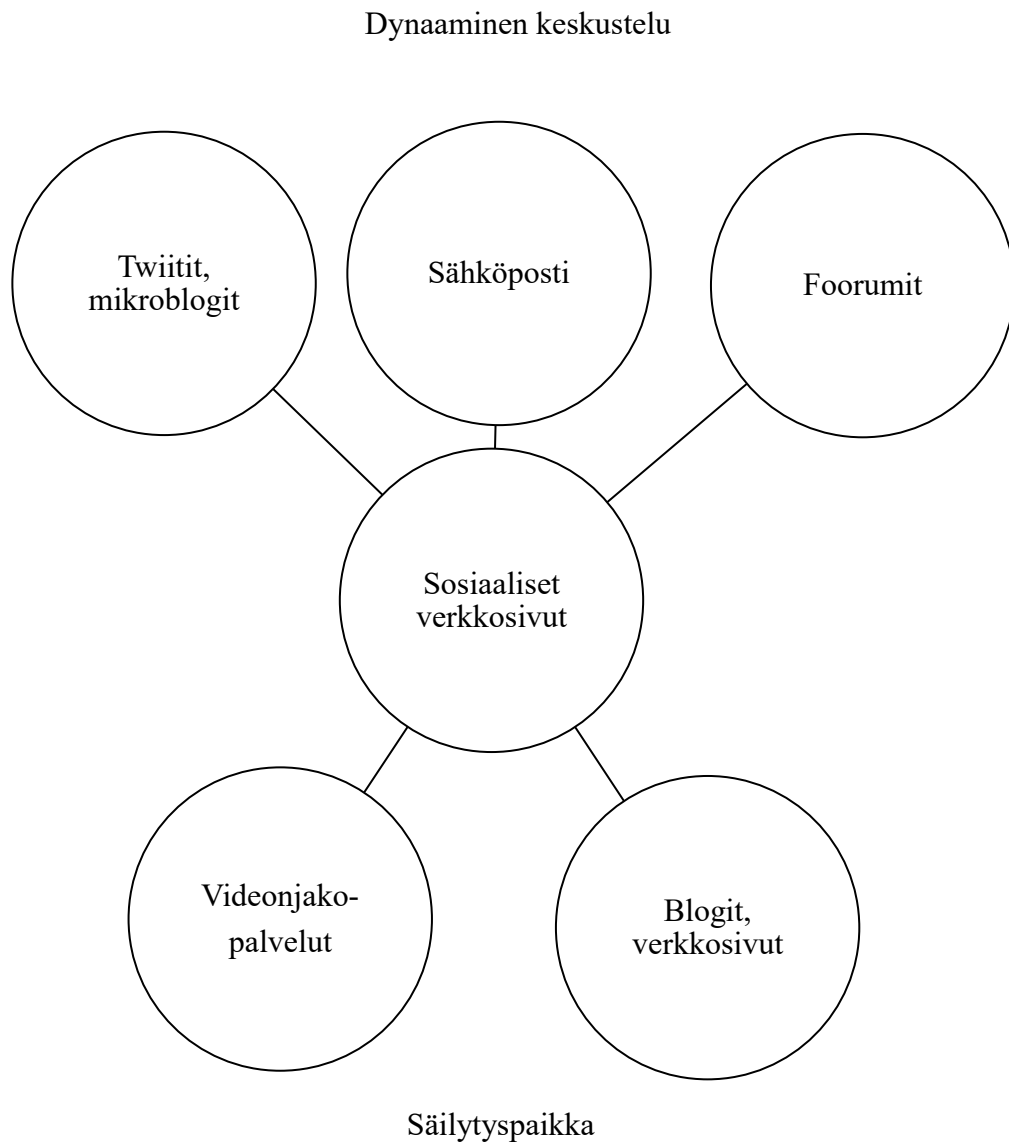 Dynaaminen keskustelu
Twiitit,
mikroblogit
Sähköposti
Foorumit
Sosiaaliset
verkkosivut
Videonjako-
palvelut
Blogit,
verkkosivut
Säilytyspaikka